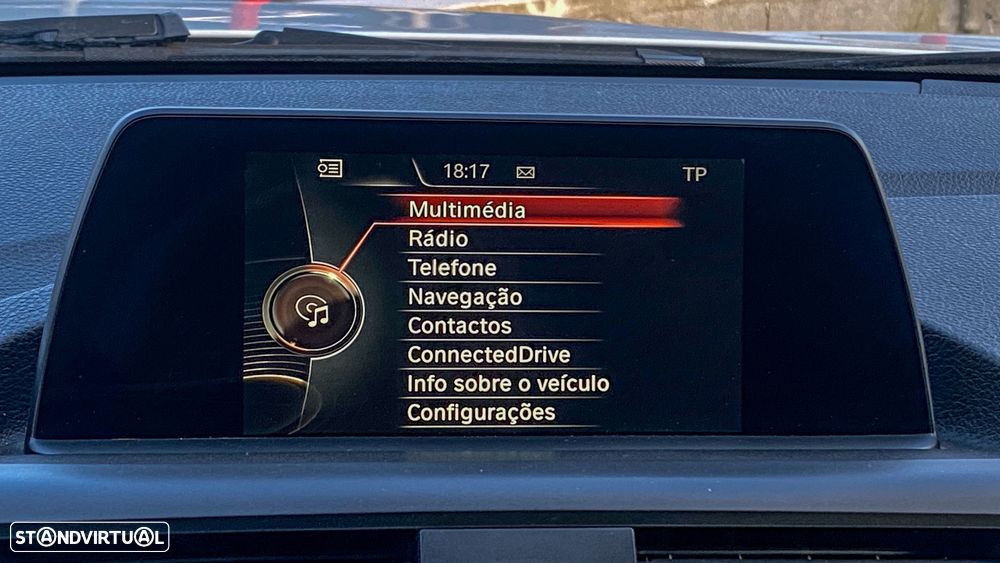 18:17
TP
Multimédia
Rádio
Telefone
Navegação
Contactos
ConnectedDrive
Info sobre o veículo
Configurações
STANDVIRTUAL